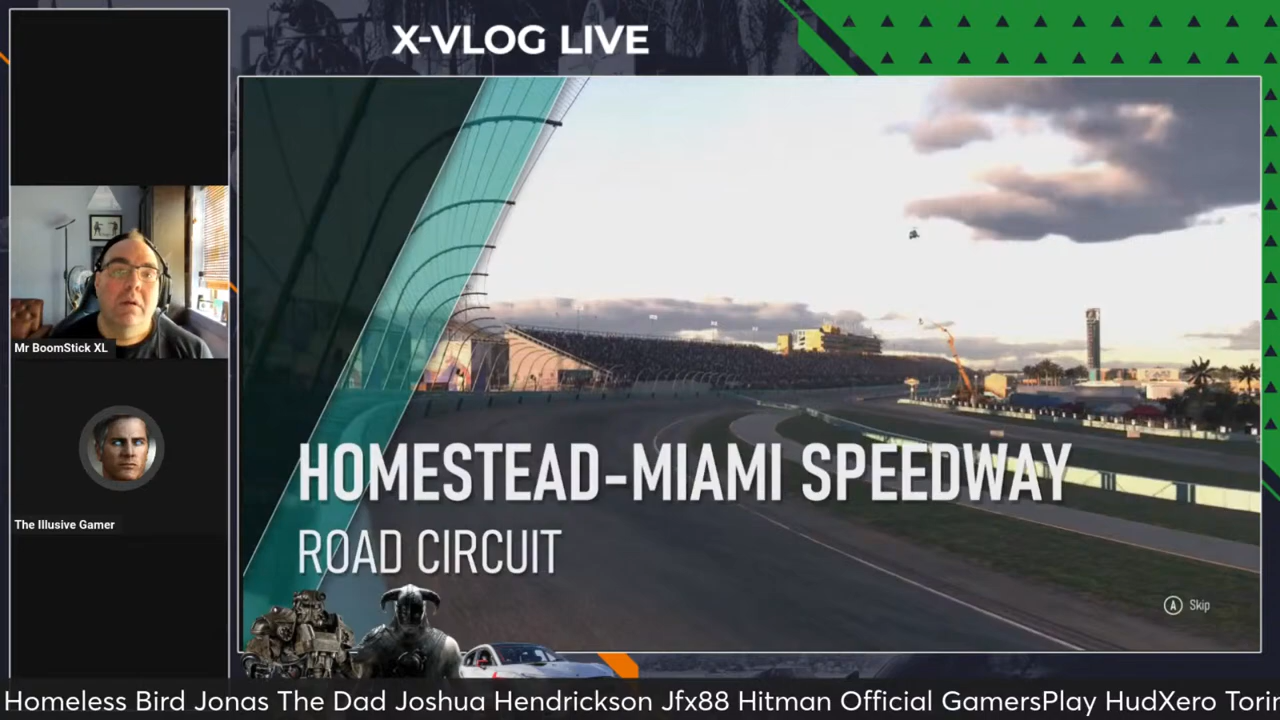 X-VLOG LIVE
Mr BoomStick XL
The Illusive Gamer
HOMESTEAD-MIAMI SPEEDWAY
ROAD CIRCUIT
A Skip
Homeless Bird Jonas The Dad Joshua Hendrickson Jfx88 Hitman Official GamersPlay HudXero Torin